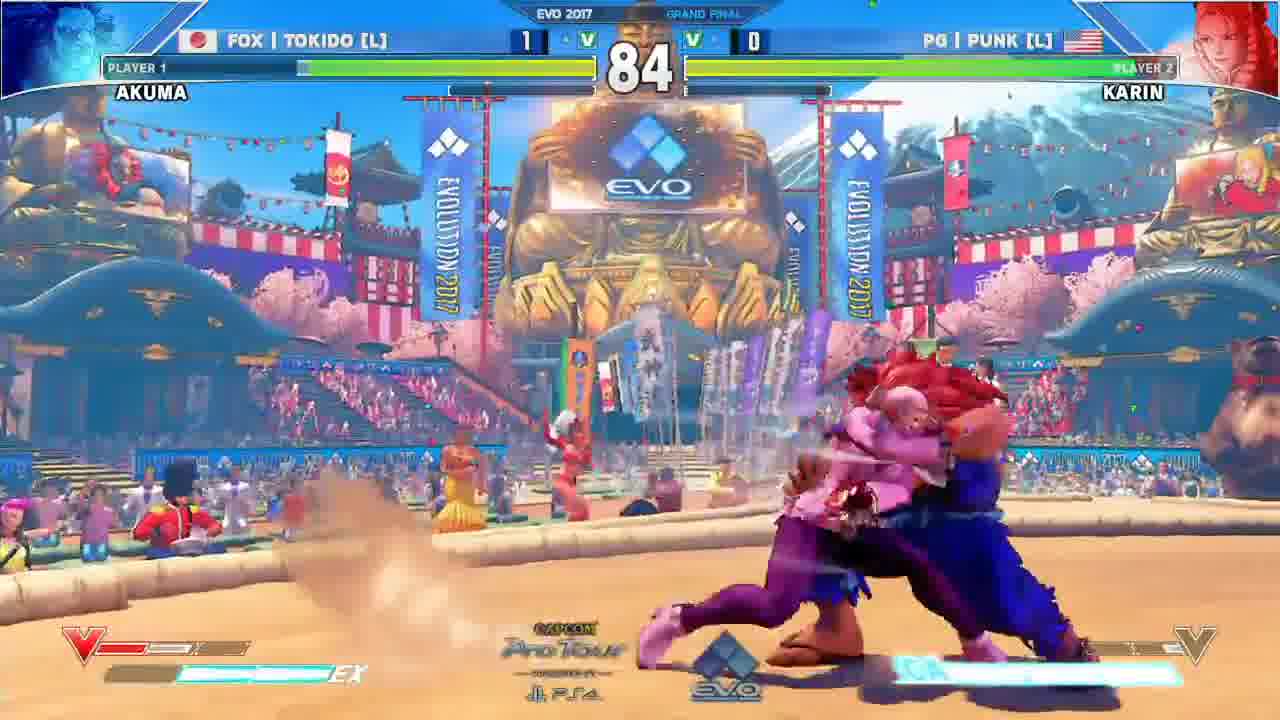 EVO 2017 GRAND FINAL
FOX | TOKIDO [L] 1 V 84 V 0 PG | PUNK [L]
PLAYER 1 PLAYER 2
AKUMA KARIN
EVO
EVOLUTION 2017
EVOLUTION 2017
V EX V
CAPCOM
Pro Tour
PS4
EVO